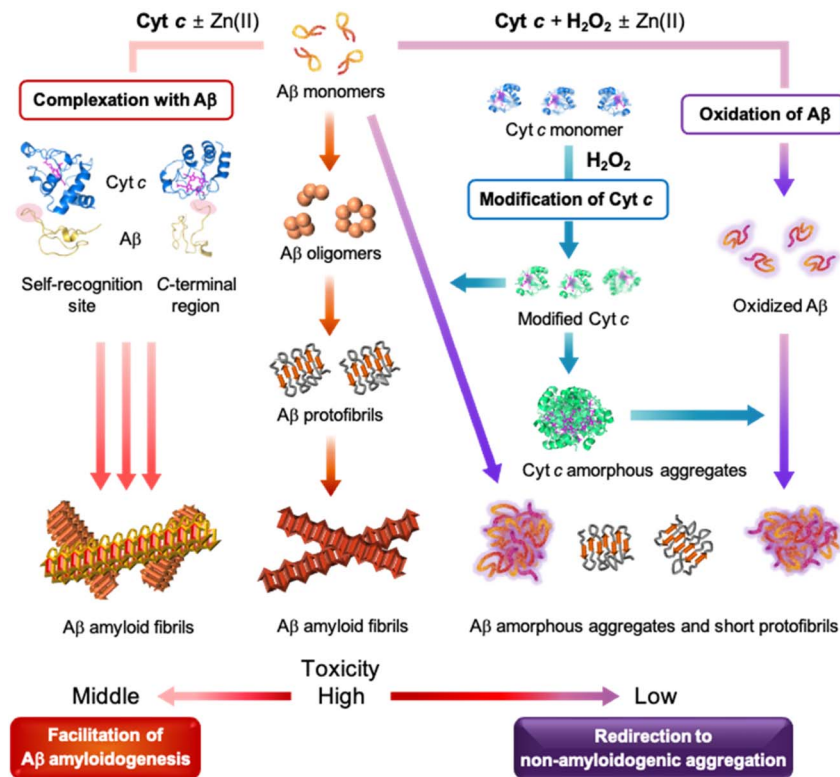 Cyt c ± Zn(II)
Cyt c + H₂O₂ ± Zn(II)
Complexation with Aβ
Aβ monomers
Cyt c monomer
Oxidation of Aβ
H₂O₂
Cyt c
Modification of Cyt c
Aβ
Aβ oligomers
Self-recognition
site
C-terminal
region
Modified Cyt c
Oxidized Aβ
Aβ protofibrils
Cyt c amorphous aggregates
Aβ amyloid fibrils
Aβ amyloid fibrils
Aβ amorphous aggregates and short protofibrils
Toxicity
Middle
High
Low
Facilitation of
Aβ amyloidogenesis
Redirection to
non-amyloidogenic aggregation